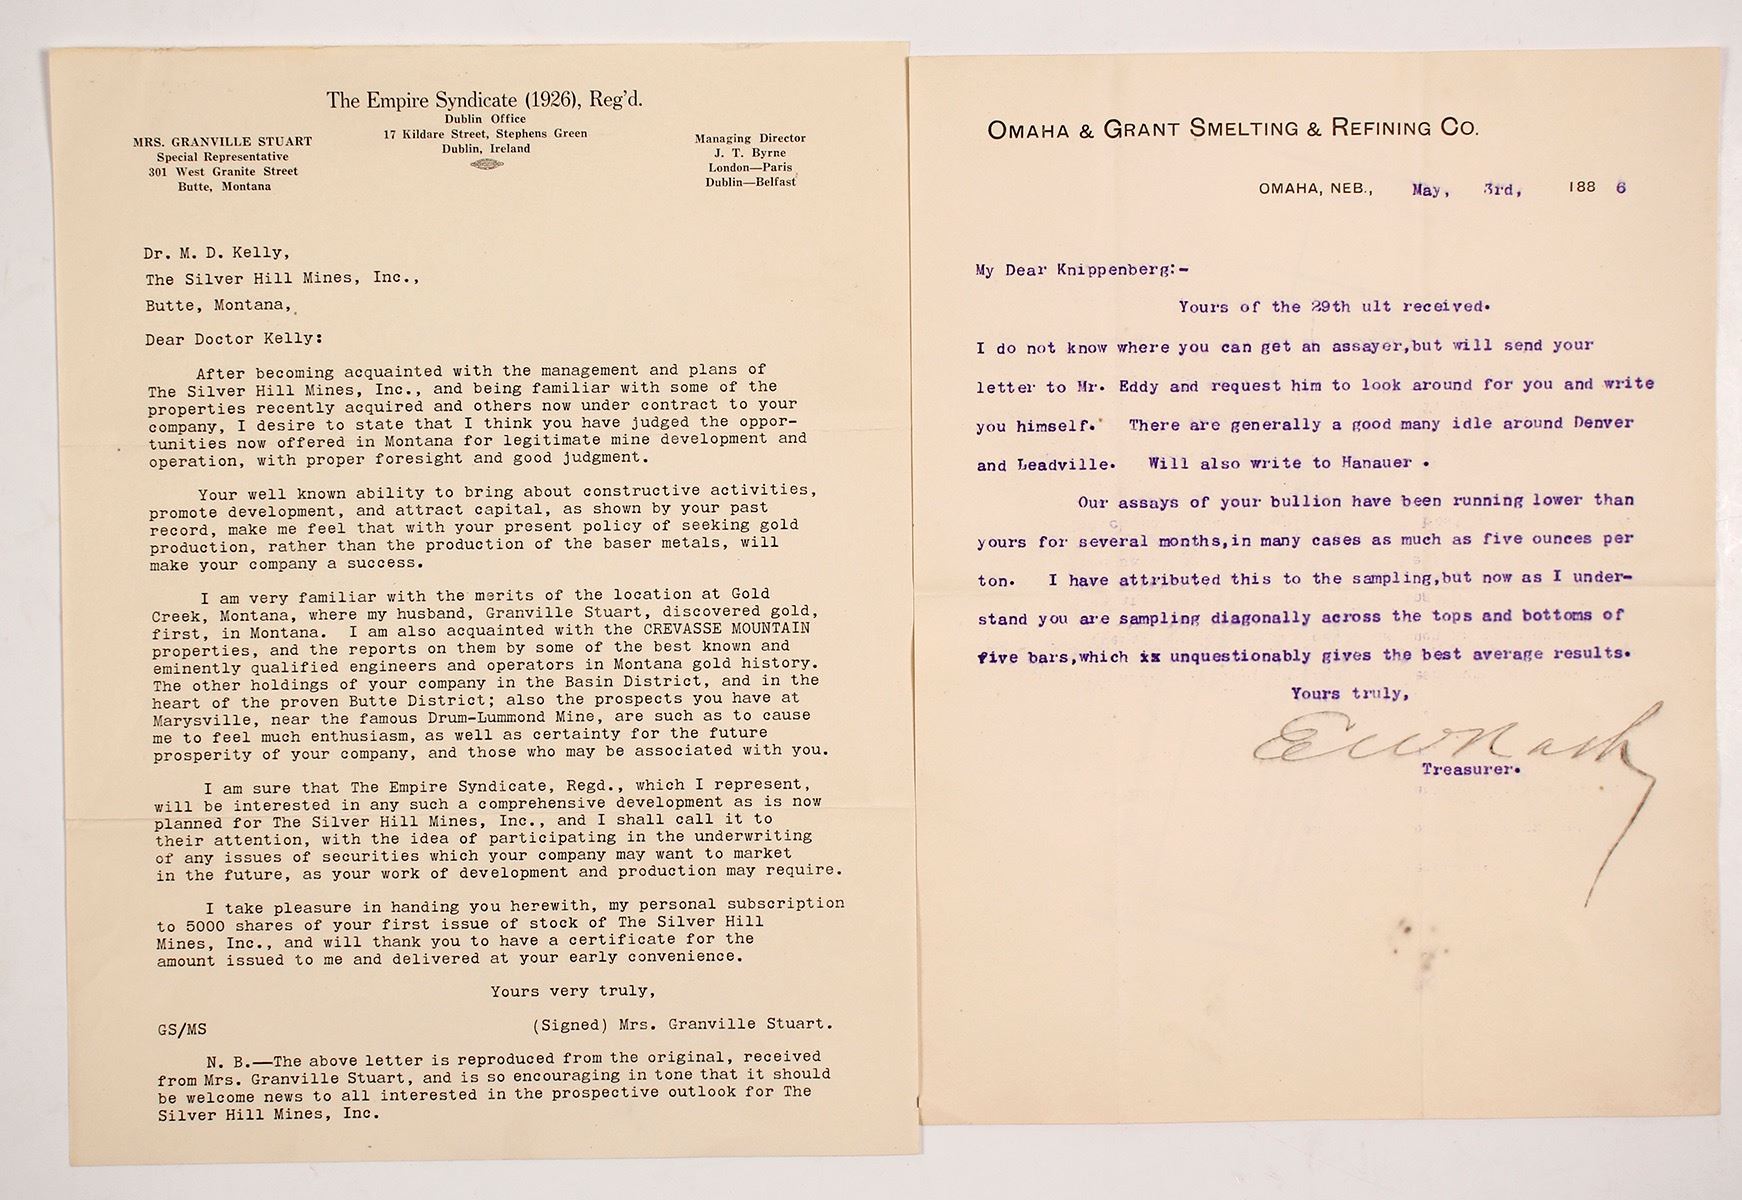 The Empire Syndicate (1926), Reg'd.
Dublin Office
17 Kildare Street, Stephens Green
Dublin, Ireland
MRS. GRANVILLE STUART
Special Representative
301 West Granite Street
Butte, Montana
Managing Director
J. T. Byrne
London—Paris
Dublin—Belfast
Dr. M. D. Kelly,
The Silver Hill Mines, Inc.,
Butte, Montana,
Dear Doctor Kelly:
After becoming acquainted with the management and plans of
The Silver Hill Mines, Inc., and being familiar with some of the
properties recently acquired and others now under contract to your
company, I desire to state that I think you have judged the oppor-
tunities now offered in Montana for legitimate mine development and
operation, with proper foresight and good judgment.
Your well known ability to bring about constructive activities,
promote development, and attract capital, as shown by your past
record, make me feel that with your present policy of seeking gold
production, rather than the production of the baser metals, will
make your company a success.
I am very familiar with the merits of the location at Gold
Creek, Montana, where my husband, Granville Stuart, discovered gold,
first, in Montana. I am also acquainted with the CREVASSE MOUNTAIN
properties, and the reports on them by some of the best known and
eminently qualified engineers and operators in Montana gold history.
The other holdings of your company in the Basin District, and in the
heart of the proven Butte District; also the prospects you have at
Marysville, near the famous Drum-Lummond Mine, are such as to cause
me to feel much enthusiasm, as well as certainty for the future
prosperity of your company, and those who may be associated with you.
I am sure that The Empire Syndicate, Regd., which I represent,
will be interested in any such a comprehensive development as is now
planned for The Silver Hill Mines, Inc., and I shall call it to
their attention, with the idea of participating in the underwriting
of any issues of securities which your company may want to market
in the future, as your work of development and production may require.
I take pleasure in handing you herewith, my personal subscription
to 5000 shares of your first issue of stock of The Silver Hill
Mines, Inc., and will thank you to have a certificate for the
amount issued to me and delivered at your early convenience.
Yours very truly,
GS/MS (Signed) Mrs. Granville Stuart.
N. B.—The above letter is reproduced from the original, received
from Mrs. Granville Stuart, and is so encouraging in tone that it should
be welcome news to all interested in the prospective outlook for The
Silver Hill Mines, Inc.
OMAHA & GRANT SMELTING & REFINING CO.
OMAHA, NEB., May, 3rd, 188 6
My Dear Knippenberg:-
Yours of the 29th ult received.
I do not know where you can get an assayer,but will send your
letter to Mr. Eddy and request him to look around for you and write
you himself. There are generally a good many idle around Denver
and Leadville. Will also write to Hanauer .
Our assays of your bullion have been running lower than
yours for several months,in many cases as much as five ounces per
ton. I have attributed this to the sampling,but now as I under-
stand you are sampling diagonally across the tops and bottoms of
five bars,which xx unquestionably gives the best average results.
Yours truly,
E W Nash
Treasurer.